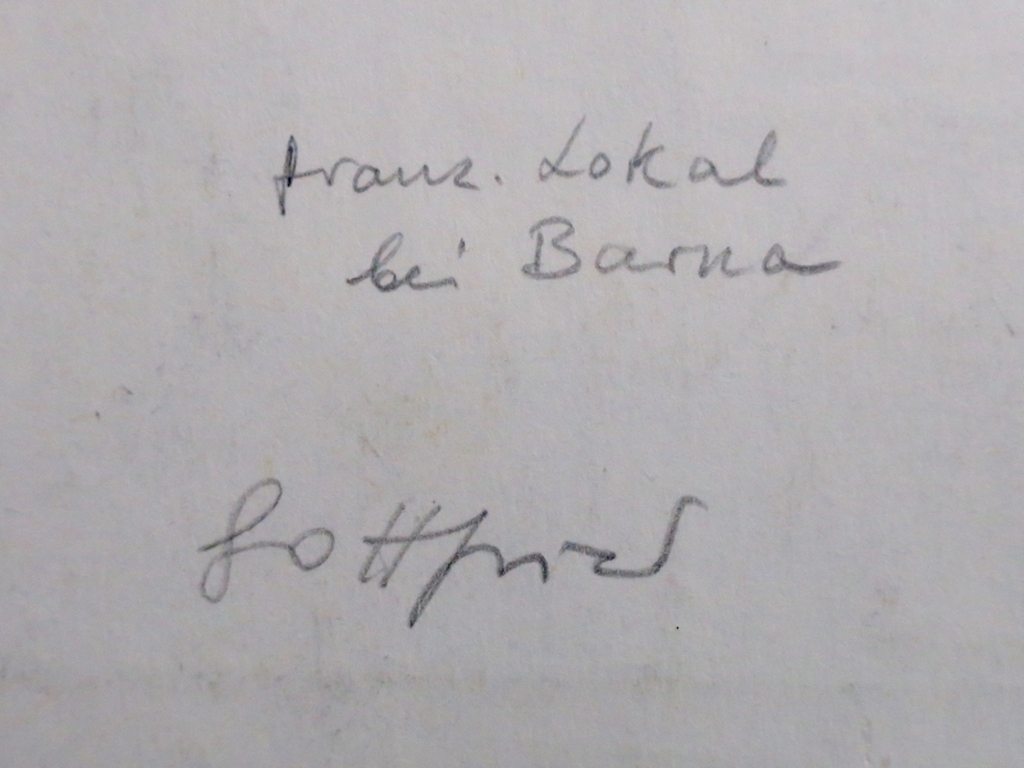 franz. Lokal
bei Barna
Gottfried